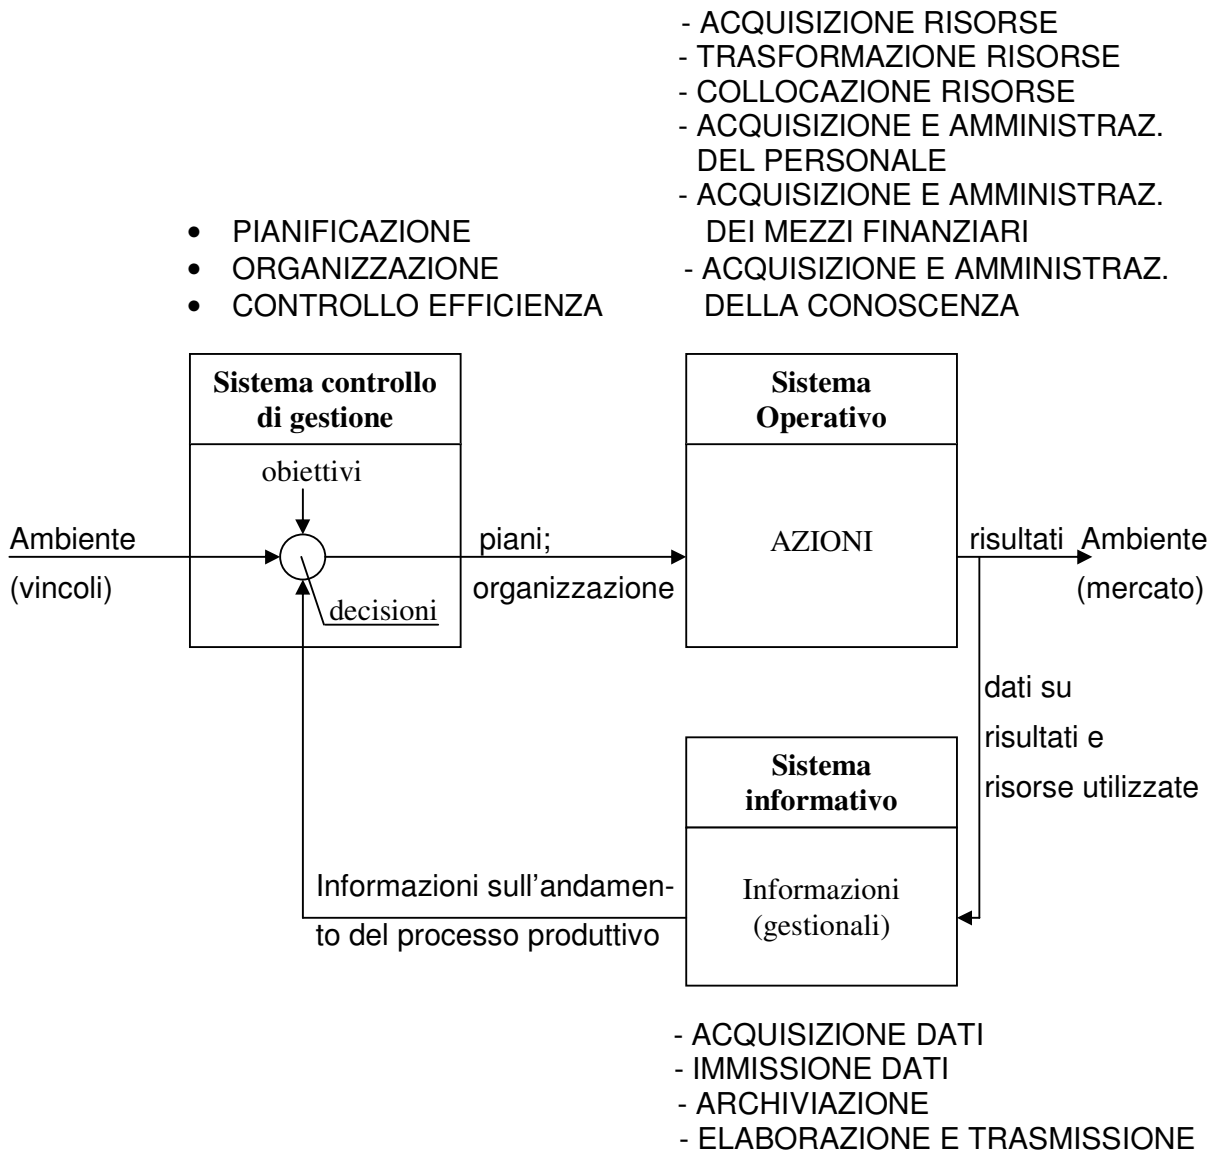 - ACQUISIZIONE RISORSE
- TRASFORMAZIONE RISORSE
- COLLOCAZIONE RISORSE
- ACQUISIZIONE E AMMINISTRAZ.
DEL PERSONALE
- ACQUISIZIONE E AMMINISTRAZ.
DEI MEZZI FINANZIARI
- ACQUISIZIONE E AMMINISTRAZ.
DELLA CONOSCENZA
• PIANIFICAZIONE
• ORGANIZZAZIONE
• CONTROLLO EFFICIENZA
Sistema controllo
di gestione
obiettivi
decisioni
Ambiente
(vincoli)
piani;
organizzazione
Sistema
Operativo
AZIONI
risultati
Ambiente
(mercato)
dati su
risultati e
risorse utilizzate
Sistema
informativo
Informazioni
(gestionali)
Informazioni sull'andamen-
to del processo produttivo
- ACQUISIZIONE DATI
- IMMISSIONE DATI
- ARCHIVIAZIONE
- ELABORAZIONE E TRASMISSIONE